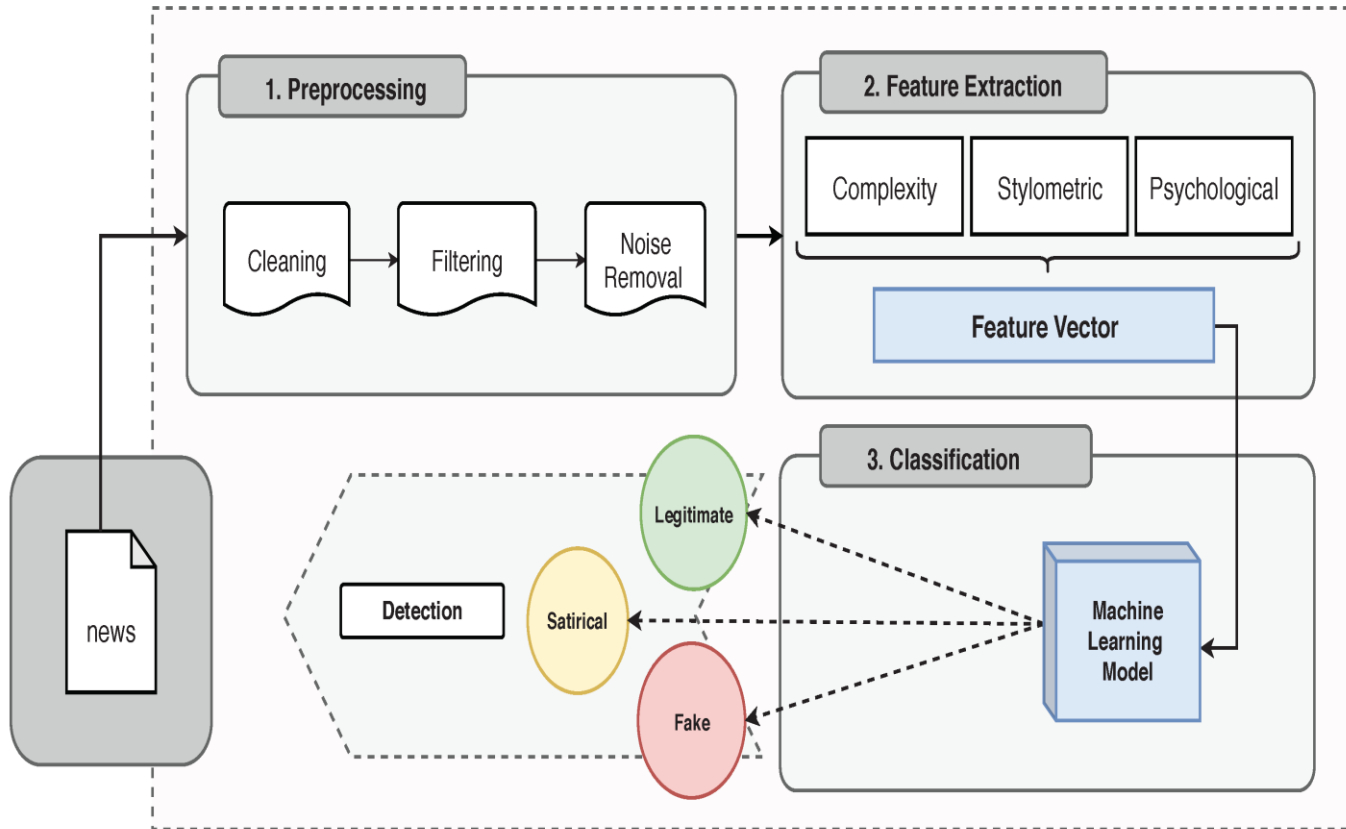 1. Preprocessing
Cleaning
Filtering
Noise
Removal
2. Feature Extraction
Complexity
Stylometric
Psychological
Feature Vector
3. Classification
Machine
Learning
Model
Legitimate
Satirical
Fake
Detection
news